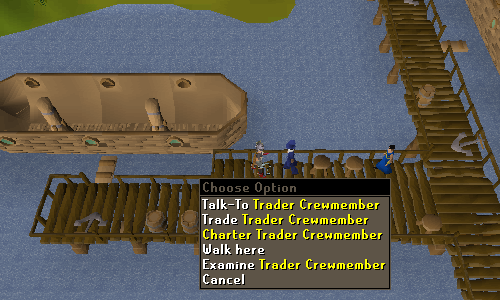 Choose Option
Talk-To Trader Crewmember
Trade Trader Crewmember
Charter Trader Crewmember
Walk here
Examine Trader Crewmember
Cancel